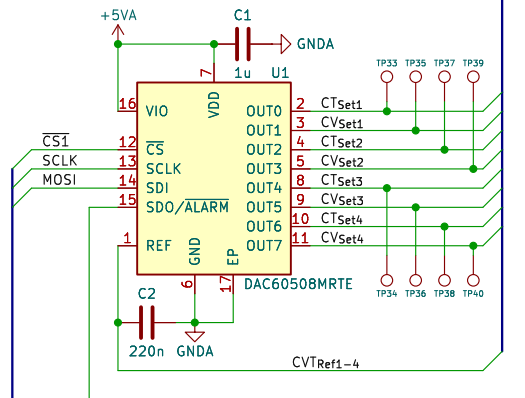 +5VA
C1
GNDA
1u
U1
TP33 TP35 TP37 TP39
7
VDD
16 VIO OUT0 2 CTSet1
OUT1 3 CVSet1
CS1 12 CS OUT2 4 CTSet2
SCLK 13 SCLK OUT3 5 CVSet2
MOSI 14 SDI OUT4 8 CTSet3
15 SDO/ALARM OUT5 9 CVSet3
OUT6 10 CTSet4
1 REF OUT7 11 CVSet4
GND EP
6 17
DAC60508MRTE
TP34 TP36 TP38 TP40
C2
220n
GNDA
CVTRef1-4